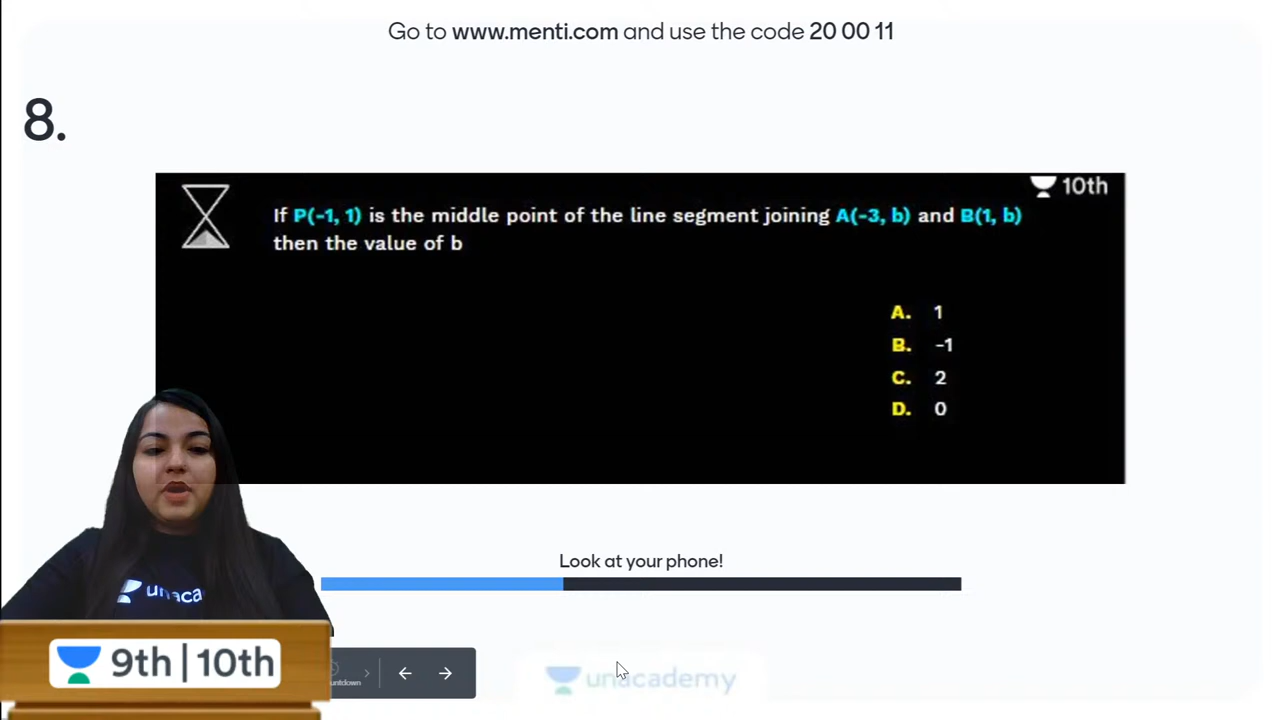 Go to www.menti.com and use the code 20 00 11
8.
10th
If P(-1, 1) is the middle point of the line segment joining A(-3, b) and B(1, b)
then the value of b
A. 1
B. -1
C. 2
D. 0
Look at your phone!
unaca
9th | 10th
untdown
unacademy